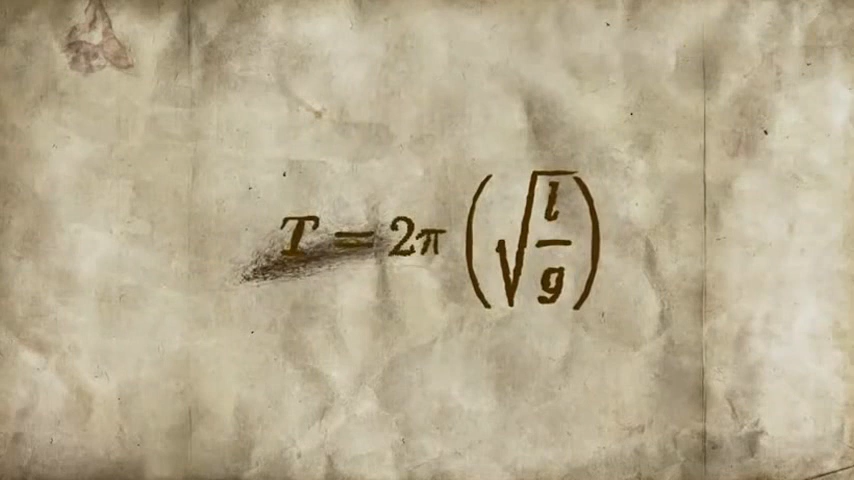 T = 2π (√(l/g))